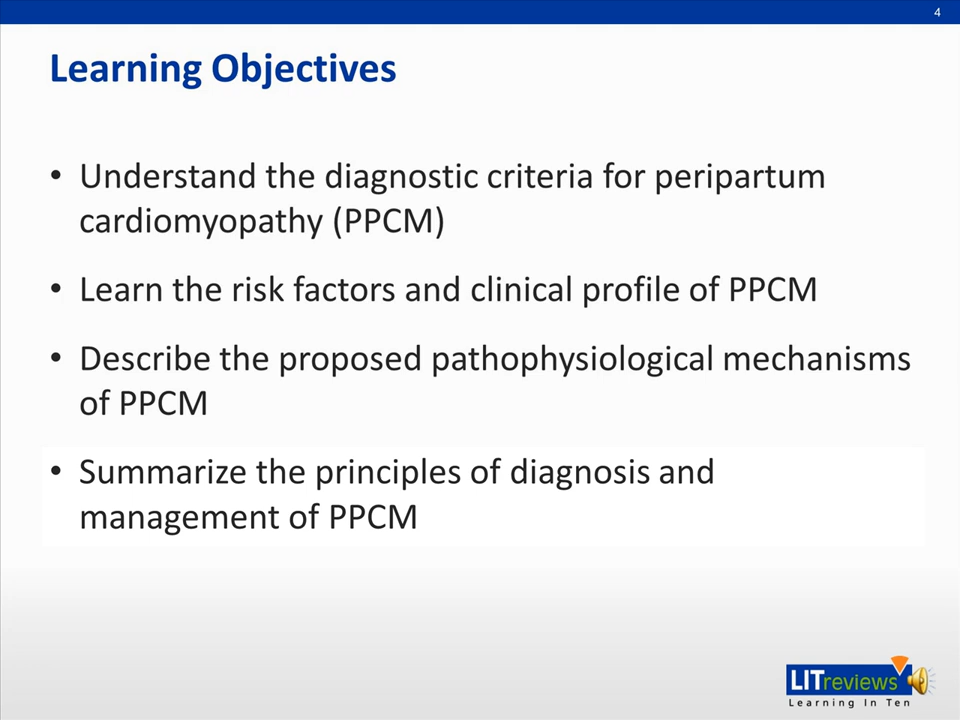 4
Learning Objectives
• Understand the diagnostic criteria for peripartum
cardiomyopathy (PPCM)
• Learn the risk factors and clinical profile of PPCM
• Describe the proposed pathophysiological mechanisms
of PPCM
• Summarize the principles of diagnosis and
management of PPCM
LITreviews
Learning In Ten